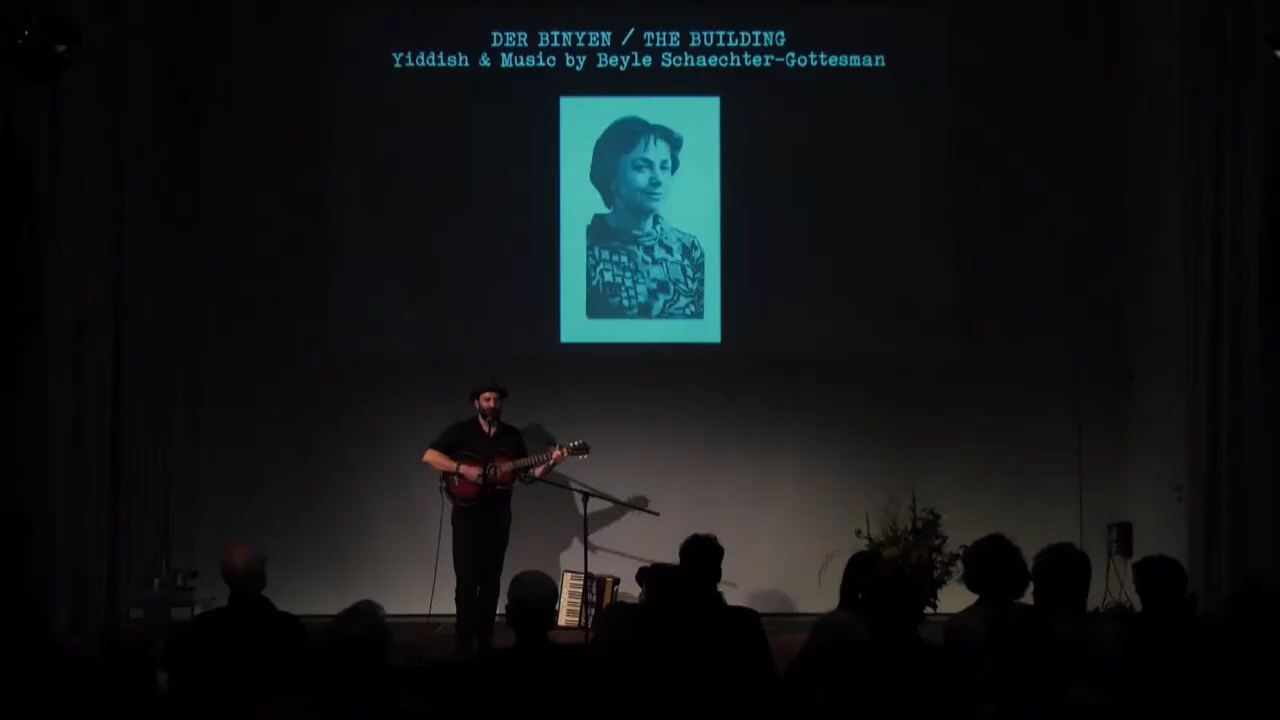 DER BINYEN / THE BUILDING
Yiddish & Music by Beyle Schaechter-Gottesman